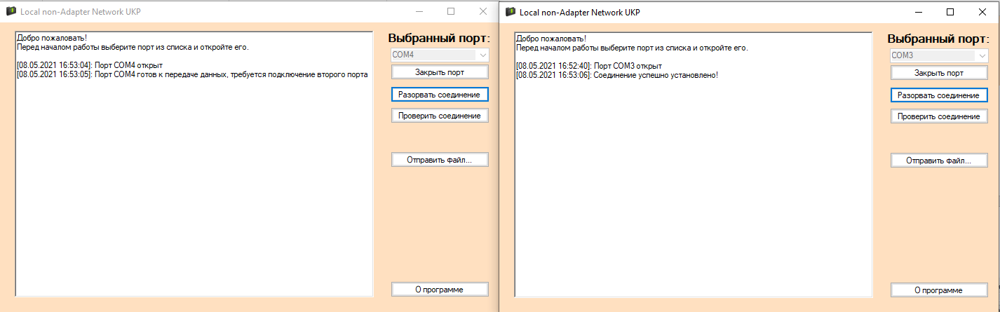 Local non-Adapter Network UKP
Добро пожаловать!
Перед началом работы выберите порт из списка и откройте его.
[08.05.2021 16:53:04]: Порт COM4 открыт
[08.05.2021 16:53:05]: Порт COM4 готов к передаче данных, требуется подключение второго порта
Выбранный порт:
COM4
Закрыть порт
Разорвать соединение
Проверить соединение
Отправить файл...
О программе
Local non-Adapter Network UKP
Добро пожаловать!
Перед началом работы выберите порт из списка и откройте его.
[08.05.2021 16:52:40]: Порт COM3 открыт
[08.05.2021 16:53:06]: Соединение успешно установлено!
Выбранный порт:
COM3
Закрыть порт
Разорвать соединение
Проверить соединение
Отправить файл...
О программе